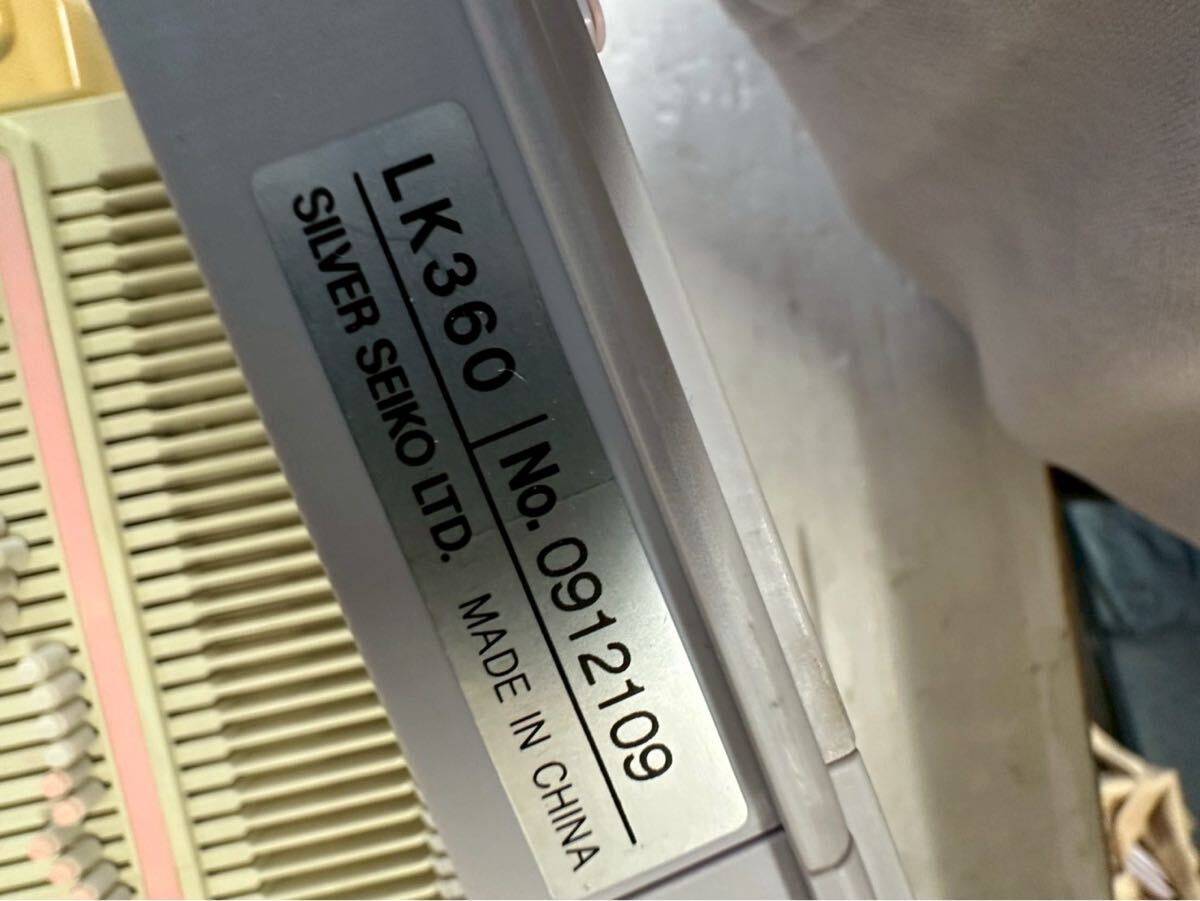 LK360 | No. 0912109
SILVER SEIKO LTD. MADE IN CHINA